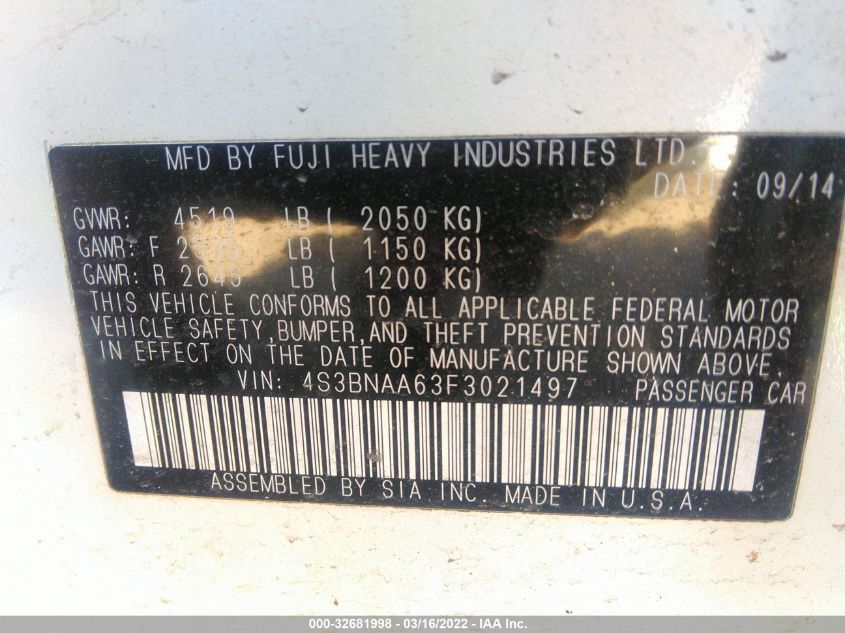 MFD BY FUJI HEAVY INDUSTRIES LTD.
DATE: 09/14
GVWR: 4519 LB ( 2050 KG)
GAWR: F 2535 LB ( 1150 KG)
GAWR: R 2645 LB ( 1200 KG)
THIS VEHICLE CONFORMS TO ALL APPLICABLE FEDERAL MOTOR
VEHICLE SAFETY, BUMPER, AND THEFT PREVENTION STANDARDS
IN EFFECT ON THE DATE OF MANUFACTURE SHOWN ABOVE.
VIN: 4S3BNAA63F3021497 PASSENGER CAR
ASSEMBLED BY SIA INC. MADE IN U.S.A.
000-32681998 - 03/16/2022 - IAA Inc.